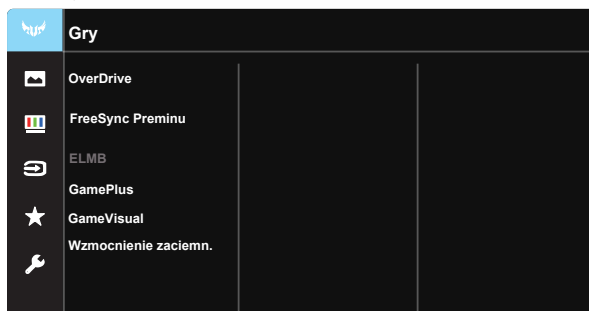 Gry
OverDrive
FreeSync Preminu
ELMB
GamePlus
GameVisual
Wzmocnienie zaciemn.